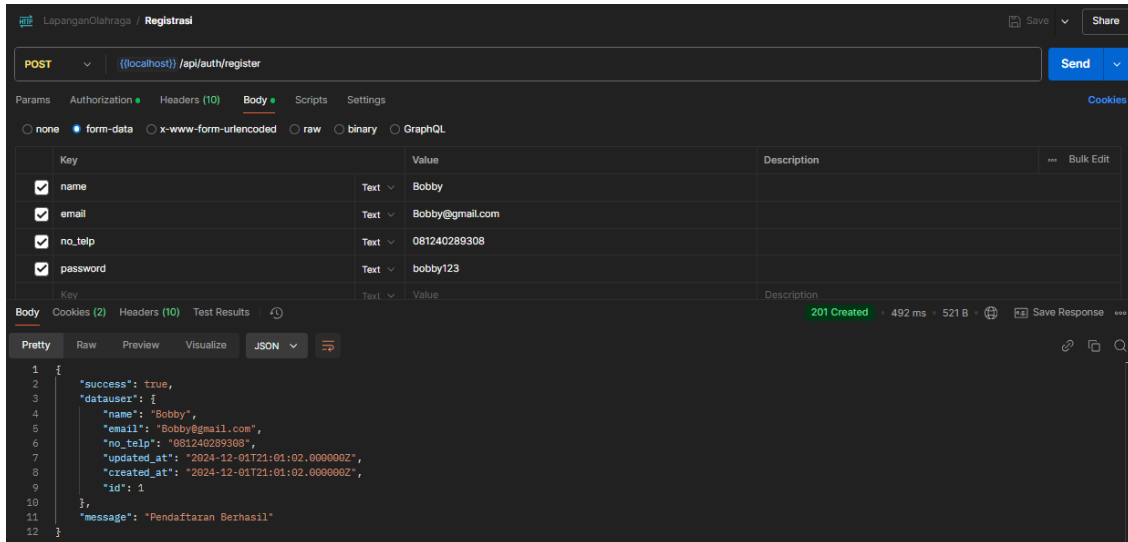 HTTP LapanganOlahraga / Registrasi Save Share
POST {{localhost}} /api/auth/register Send
Params Authorization Headers (10) Body Scripts Settings Cookies
none form-data x-www-form-urlencoded raw binary GraphQL
Key Value Description Bulk Edit
name Text Bobby
email Text Bobby@gmail.com
no_telp Text 081240289308
password Text bobby123
Key Text Value Description
Body Cookies (2) Headers (10) Test Results 201 Created 492 ms 521 B e.g. Save Response
Pretty Raw Preview Visualize JSON
1 {
2 "success": true,
3 "datauser": {
4 "name": "Bobby",
5 "email": "Bobby@gmail.com",
6 "no_telp": "081240289308",
7 "updated_at": "2024-12-01T21:01:02.000000Z",
8 "created_at": "2024-12-01T21:01:02.000000Z",
9 "id": 1
10 },
11 "message": "Pendaftaran Berhasil"
12 }